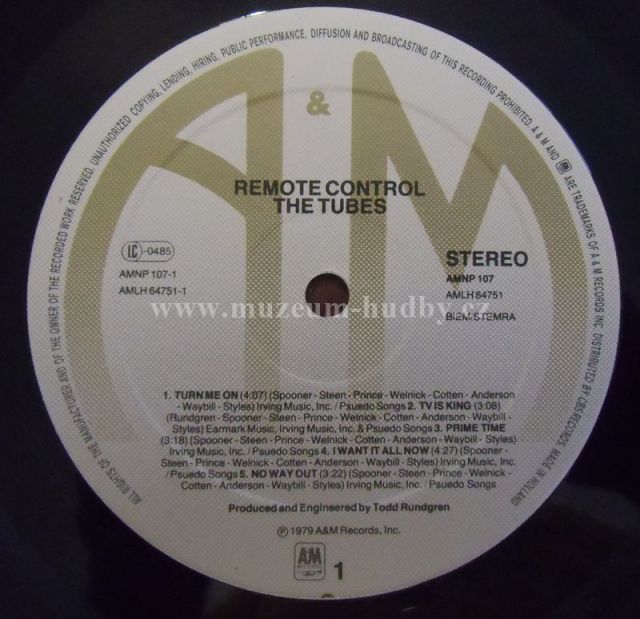 ALL RIGHTS OF THE MANUFACTURER AND OF THE OWNER OF THE RECORDED WORK RESERVED. UNAUTHORIZED COPYING, LENDING, HIRING, PUBLIC PERFORMANCE, DIFFUSION AND BROADCASTING OF THIS RECORDING PROHIBITED. A & M AND ARE TRADEMARKS OF A & M RECORDS INC. DISTRIBUTED BY CBS RECORDS. MADE IN HOLLAND
A & M
REMOTE CONTROL
THE TUBES
LC -0485
STEREO
AMNP 107-1
AMNP 107
AMLH 64751-1
AMLH 64751
www.muzeum-hudby.cz
BIEM/STEMRA
1. TURN ME ON (4:07) (Spooner - Steen - Prince - Welnick - Cotten - Anderson
- Waybill - Styles) Irving Music, Inc. / Psuedo Songs 2. TV IS KING (3:08)
(Rundgren - Spooner - Steen - Prince - Welnick - Cotten - Anderson, Waybill -
Styles) Earmark Music, Irving Music, Inc. & Psuedo Songs 3. PRIME TIME
(3:18) (Spooner - Steen - Prince - Welnick - Cotten - Anderson - Waybill - Styles)
Irving Music, Inc. / Psuedo Songs 4. I WANT IT ALL NOW (4:27) (Spooner -
Steen - Prince - Welnick - Cotten - Anderson - Waybill - Styles) Irving Music, Inc.
/ Psuedo Songs 5. NO WAY OUT (3:22) (Spooner - Steen - Prince - Welnick -
Cotten - Anderson - Waybill - Styles) Irving Music, Inc. / Psuedo Songs
Produced and Engineered by Todd Rundgren
℗ 1979 A&M Records, Inc.
A&M
1